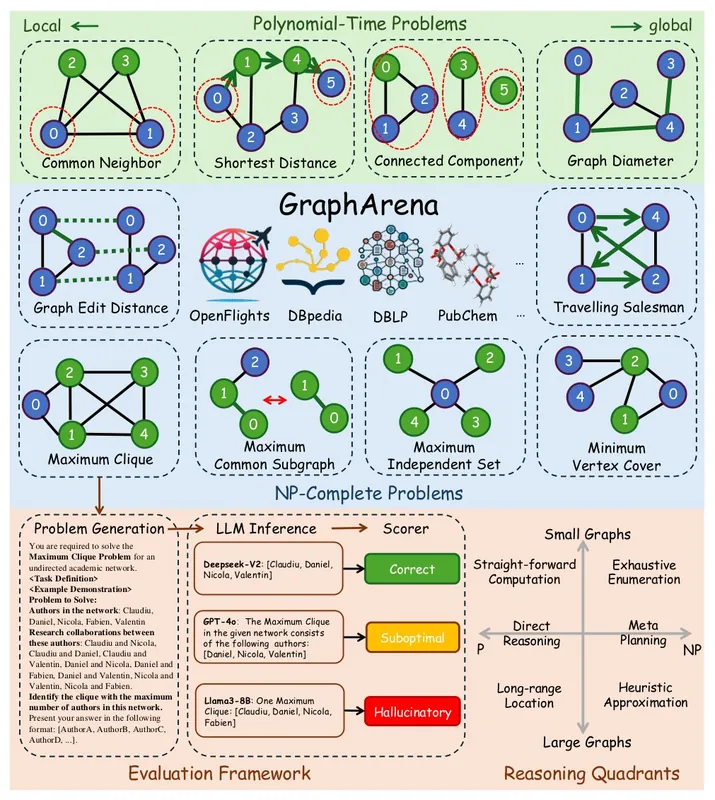 Local
Polynomial-Time Problems
global
2
3
0
1
Common Neighbor
0
1
4
5
2
3
Shortest Distance
0
2
1
3
4
5
Connected Component
0
3
2
1
4
Graph Diameter
GraphArena
0
0
2
2
1
1
Graph Edit Distance
OpenFlights
DBpedia
DBLP
PubChem
...
...
0
4
1
2
Travelling Salesman
2
3
0
1
4
Maximum Clique
2
1
0
1
0
Maximum
Common Subgraph
1
2
0
4
3
Maximum
Independent Set
3
2
4
0
1
Minimum
Vertex Cover
NP-Complete Problems
Problem Generation
You are required to solve the
Maximum Clique Problem for an
undirected academic network.
<Task Definition>
<Example Demonstration>
Problem to Solve:
Authors in the network: Claudiu,
Daniel, Nicola, Fabien, Valentin
Research collaborations between
these authors: Claudiu and Nicola,
Claudiu and Daniel, Claudiu and
Valentin, Daniel and Nicola, Daniel and
Fabien, Daniel and Valentin, Nicola and
Valentin, Nicola and Fabien.
Identify the clique with the maximum
number of authors in this network.
Present your answer in the following
format: [AuthorA, AuthorB, AuthorC,
AuthorD, ...].
LLM Inference
Scorer
Deepseek-V2: [Claudiu, Daniel,
Nicola, Valentin]
Correct
GPT-4o: The Maximum Clique
in the given network consists
of the following authors:
[Daniel, Nicola, Valentin]
Suboptimal
Llama3-8B: One Maximum
Clique: [Claudiu, Daniel, Nicola,
Fabien]
Hallucinatory
Evaluation Framework
Small Graphs
Straight-forward
Computation
Exhaustive
Enumeration
Direct
Reasoning
Meta
Planning
P
NP
Long-range
Location
Heuristic
Approximation
Large Graphs
Reasoning Quadrants